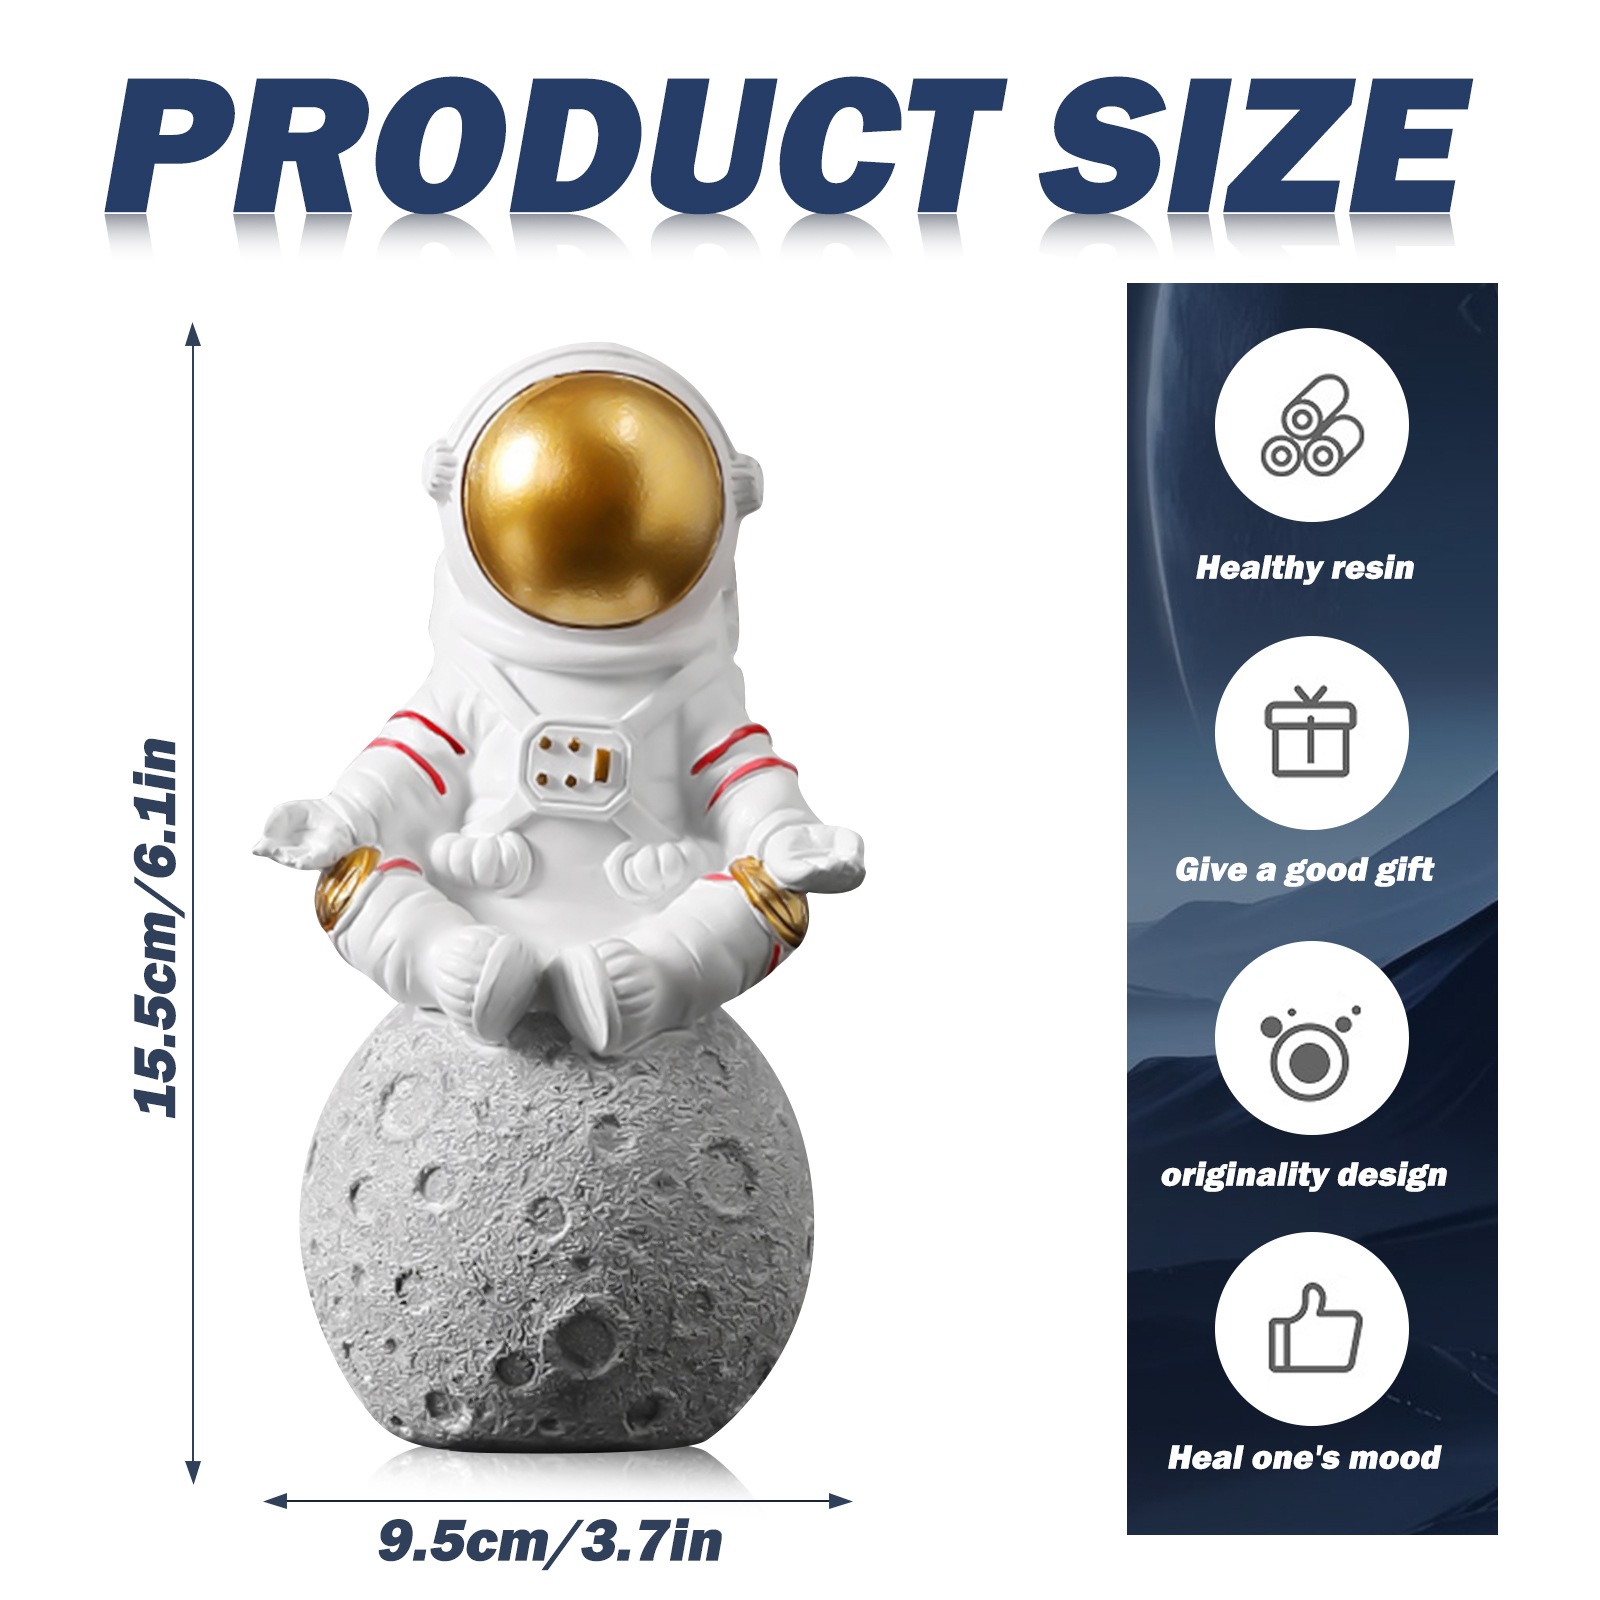 PRODUCT SIZE
15.5cm/6.1in
9.5cm/3.7in
Healthy resin
Give a good gift
originality design
Heal one's mood